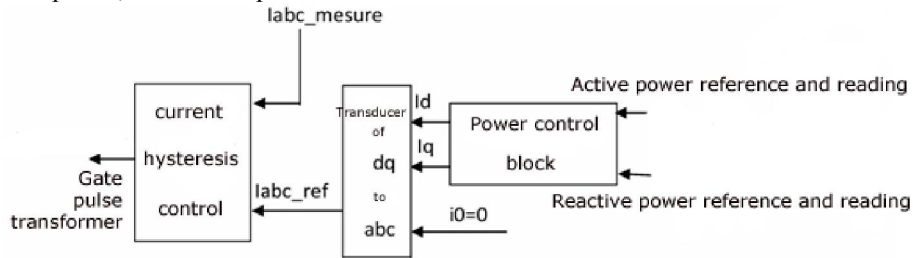 Iabc_mesure
Active power reference and reading
current
hysteresis
control
Transducer
of
dq
to
abc
Id
Iq
Power control
block
Gate
pulse
transformer
Iabc_ref
i0=0
Reactive power reference and reading